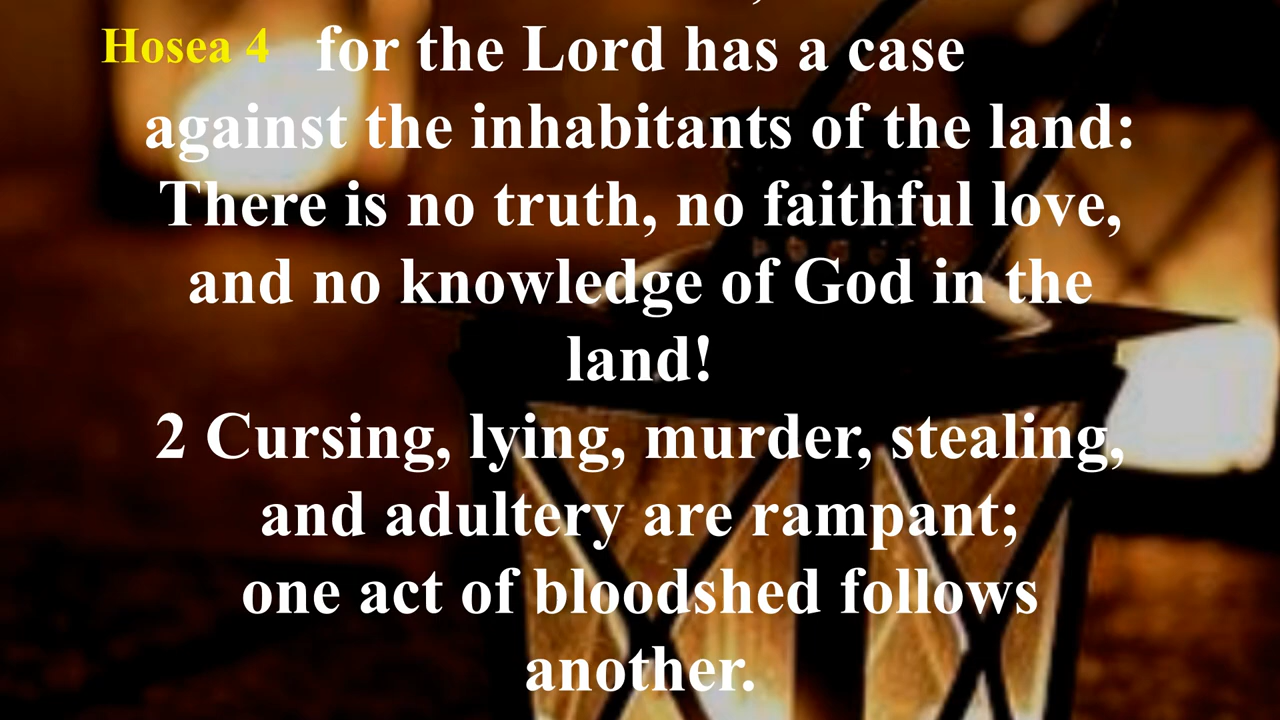 Hosea 4
for the Lord has a case
against the inhabitants of the land:
There is no truth, no faithful love,
and no knowledge of God in the
land!
2 Cursing, lying, murder, stealing,
and adultery are rampant;
one act of bloodshed follows
another.